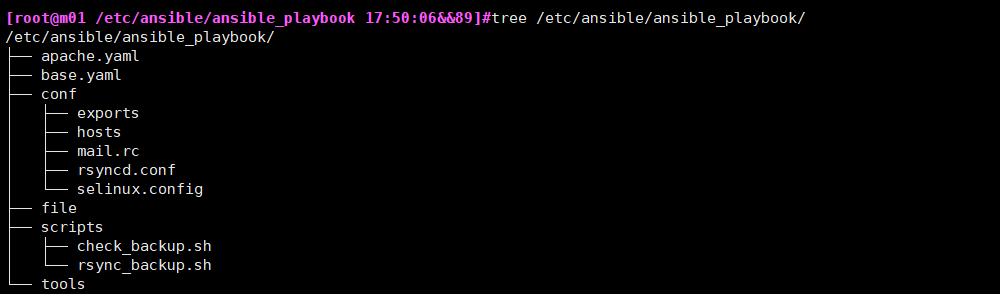 [root@m01 /etc/ansible/ansible_playbook 17:50:06&&89]#tree /etc/ansible/ansible_playbook/
/etc/ansible/ansible_playbook/
├── apache.yaml
├── base.yaml
├── conf
│   ├── exports
│   ├── hosts
│   ├── mail.rc
│   ├── rsyncd.conf
│   └── selinux.config
├── file
├── scripts
│   ├── check_backup.sh
│   └── rsync_backup.sh
└── tools